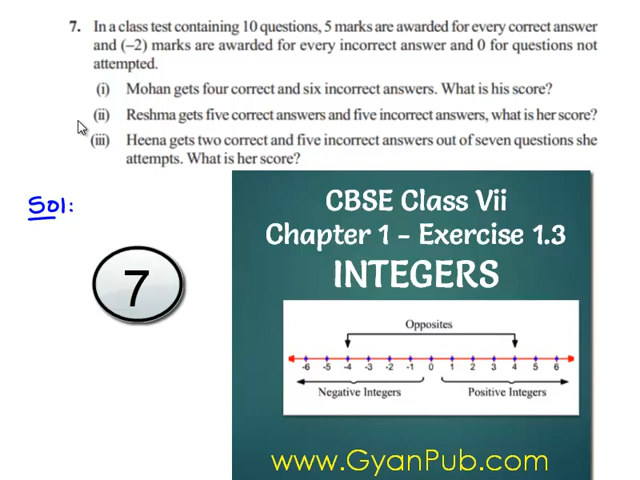 7. In a class test containing 10 questions, 5 marks are awarded for every correct answer
and (–2) marks are awarded for every incorrect answer and 0 for questions not
attempted.
(i) Mohan gets four correct and six incorrect answers. What is his score?
(ii) Reshma gets five correct answers and five incorrect answers, what is her score?
(iii) Heena gets two correct and five incorrect answers out of seven questions she
attempts. What is her score?
Sol:
7
CBSE Class Vii
Chapter 1 - Exercise 1.3
INTEGERS
Opposites
-6 -5 -4 -3 -2 -1 0 1 2 3 4 5 6
Negative Integers Positive Integers
www.GyanPub.com